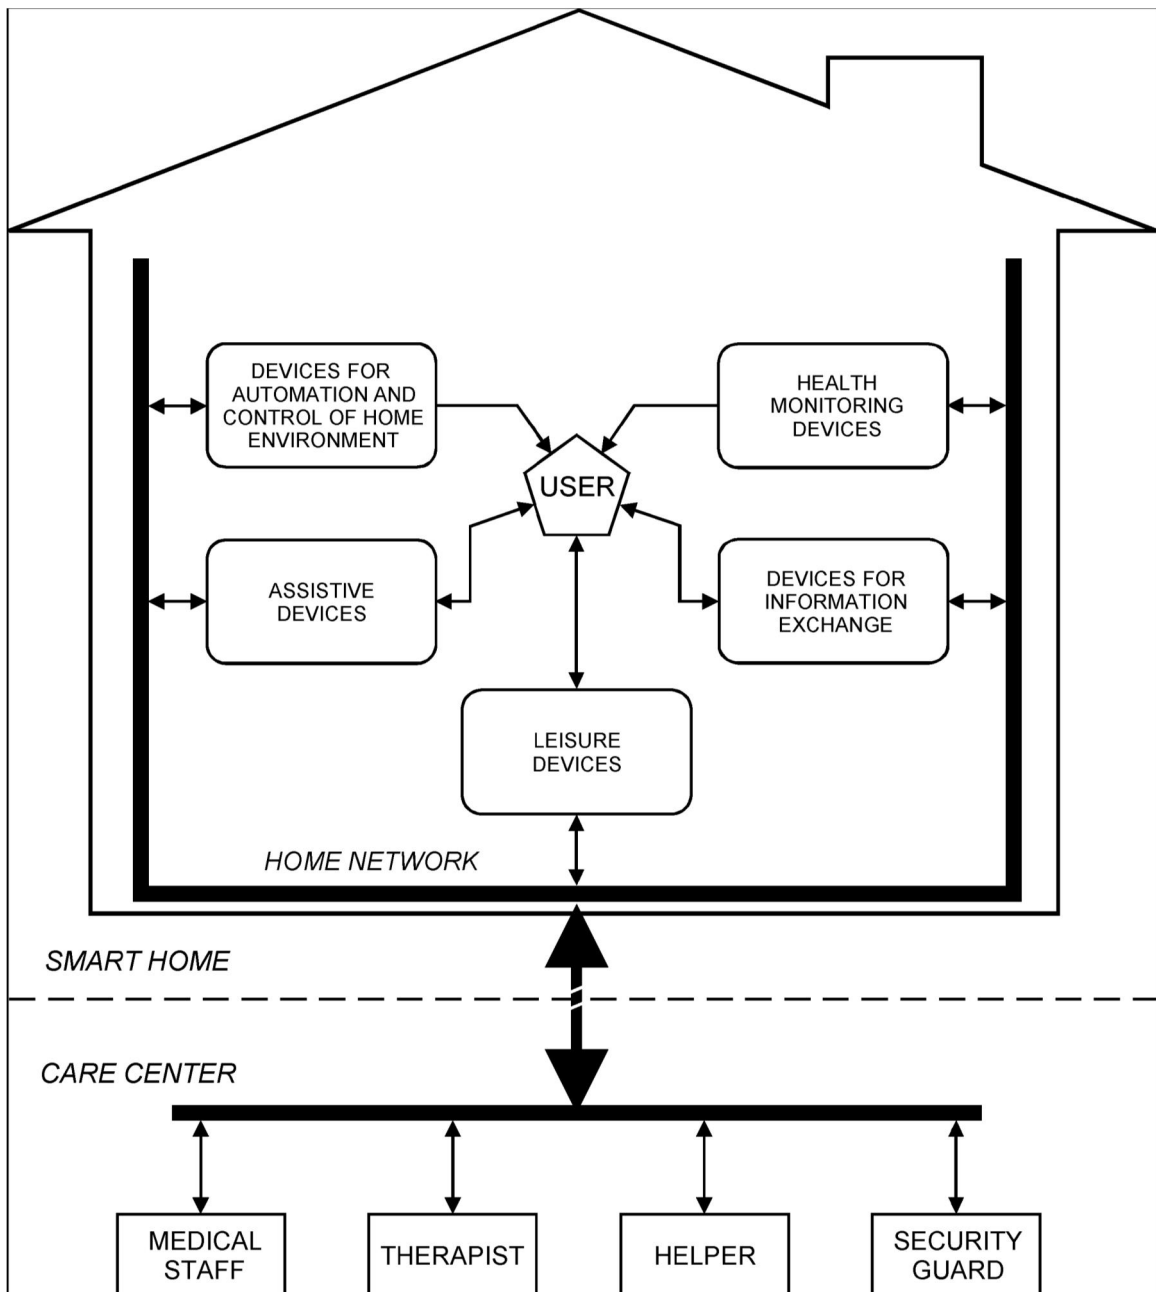 DEVICES FOR
AUTOMATION AND
CONTROL OF HOME
ENVIRONMENT
HEALTH
MONITORING
DEVICES
USER
ASSISTIVE
DEVICES
DEVICES FOR
INFORMATION
EXCHANGE
LEISURE
DEVICES
HOME NETWORK
SMART HOME
CARE CENTER
MEDICAL
STAFF
THERAPIST
HELPER
SECURITY
GUARD